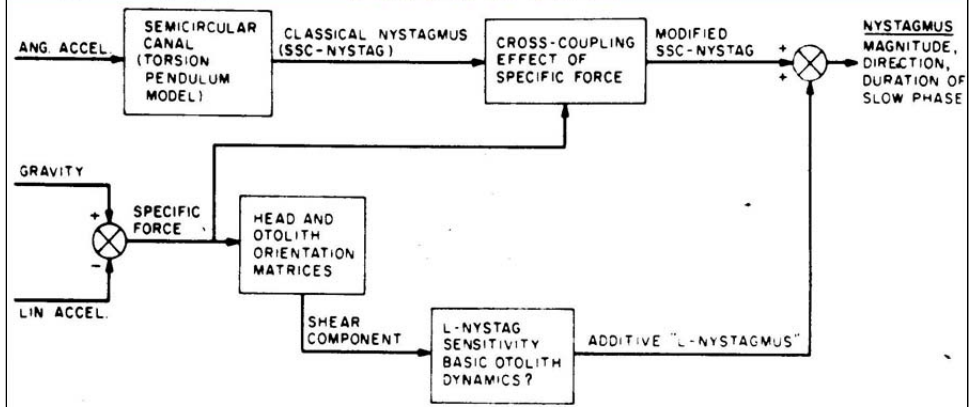 ANG. ACCEL.
SEMICIRCULAR
CANAL
(TORSION
PENDULUM
MODEL)
CLASSICAL NYSTAGMUS
(SSC-NYSTAG)
CROSS-COUPLING
EFFECT OF
SPECIFIC FORCE
MODIFIED
SSC-NYSTAG
+
+
NYSTAGMUS
MAGNITUDE,
DIRECTION,
DURATION OF
SLOW PHASE
GRAVITY
+
-
LIN ACCEL.
SPECIFIC
FORCE
HEAD AND
OTOLITH
ORIENTATION
MATRICES
SHEAR
COMPONENT
L-NYSTAG
SENSITIVITY
BASIC OTOLITH
DYNAMICS?
ADDITIVE "L-NYSTAGMUS"